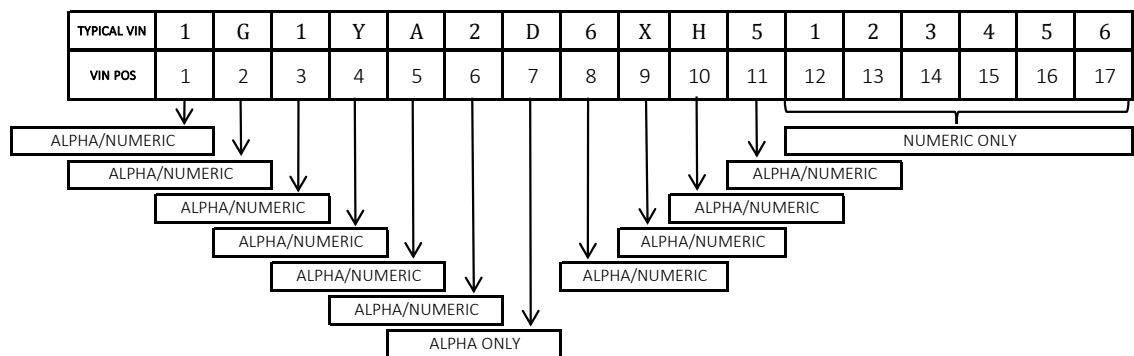 TYPICAL VIN 1 G 1 Y A 2 D 6 X H 5 1 2 3 4 5 6
VIN POS 1 2 3 4 5 6 7 8 9 10 11 12 13 14 15 16 17
ALPHA/NUMERIC NUMERIC ONLY
ALPHA/NUMERIC ALPHA/NUMERIC
ALPHA/NUMERIC ALPHA/NUMERIC
ALPHA/NUMERIC ALPHA/NUMERIC
ALPHA/NUMERIC ALPHA/NUMERIC
ALPHA/NUMERIC
ALPHA ONLY